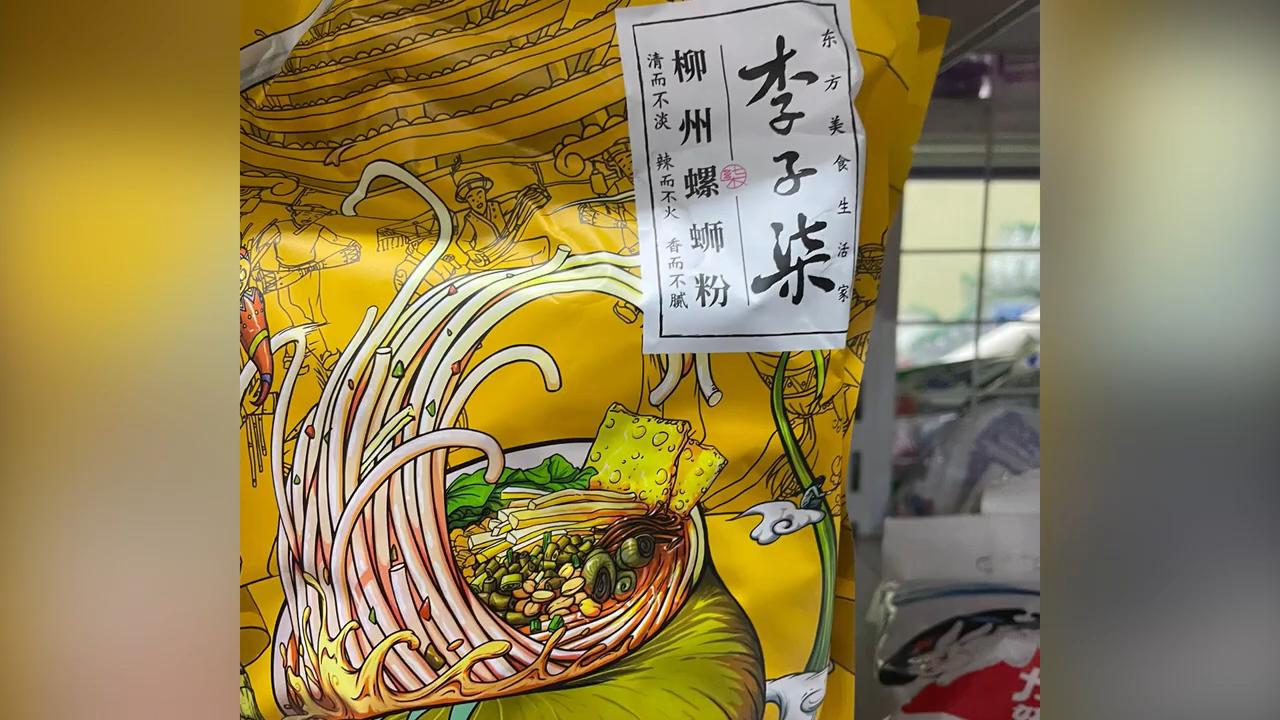 东方美食生活家
李子柒
柒
柳州螺蛳粉
清而不淡 辣而不火 香而不腻